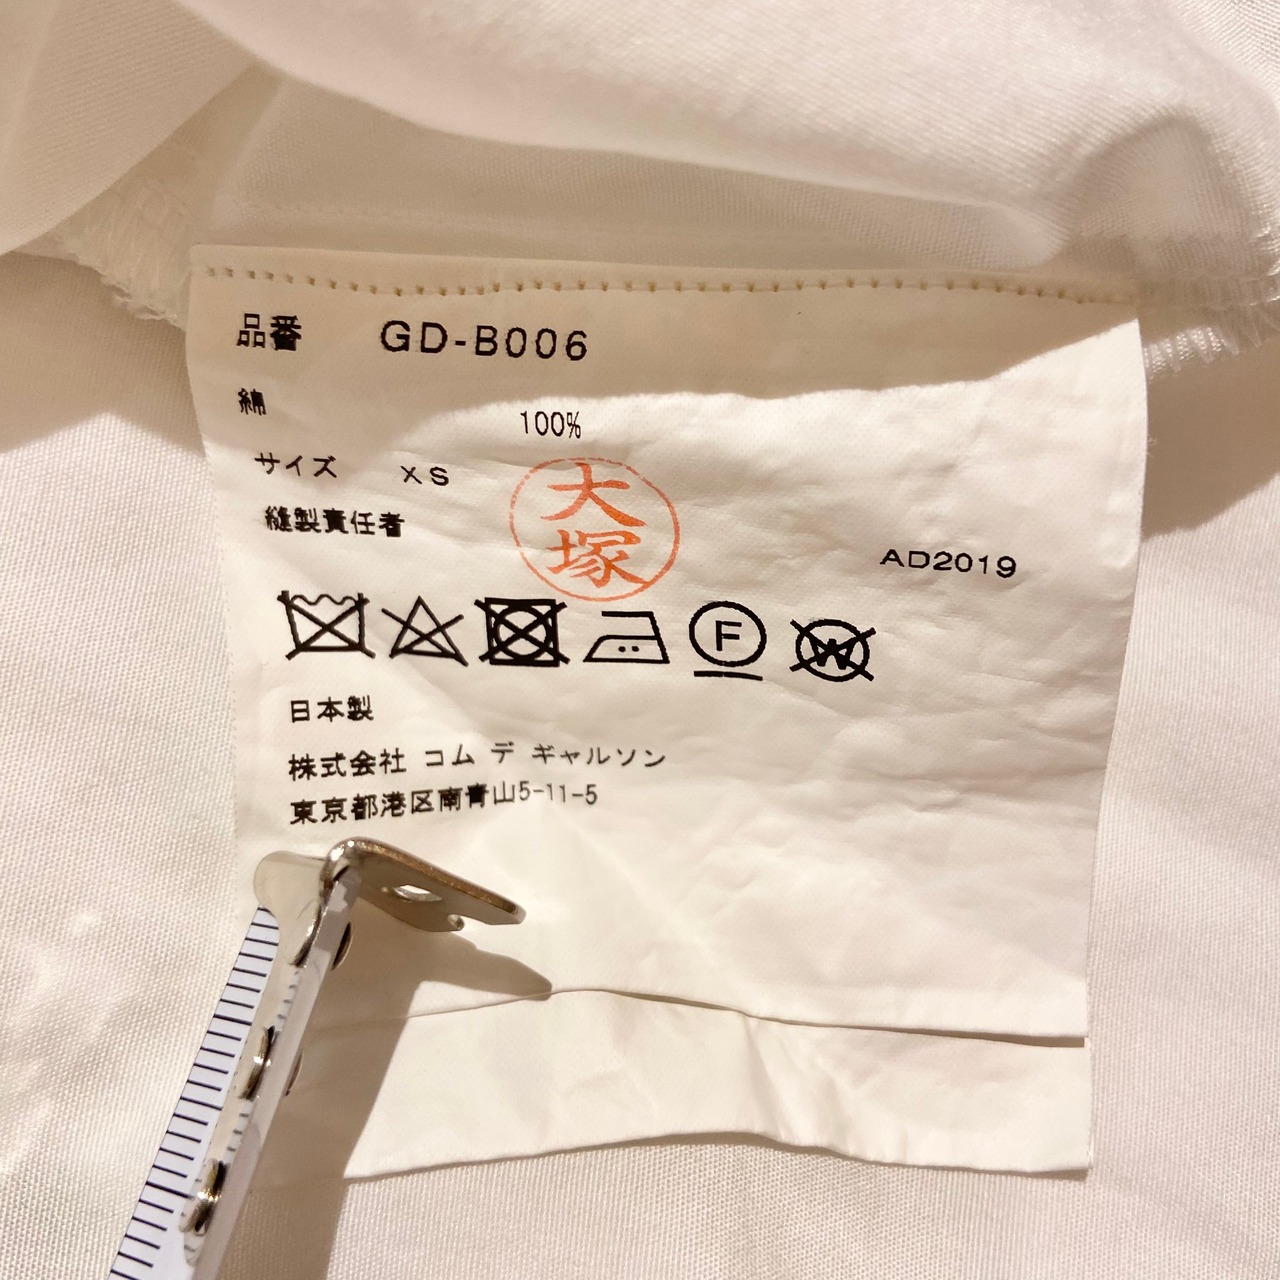 品番 GD-B006
綿 100%
サイズ XS
縫製責任者 大塚
AD2019
F W
日本製
株式会社 コム デ ギャルソン
東京都港区南青山5-11-5